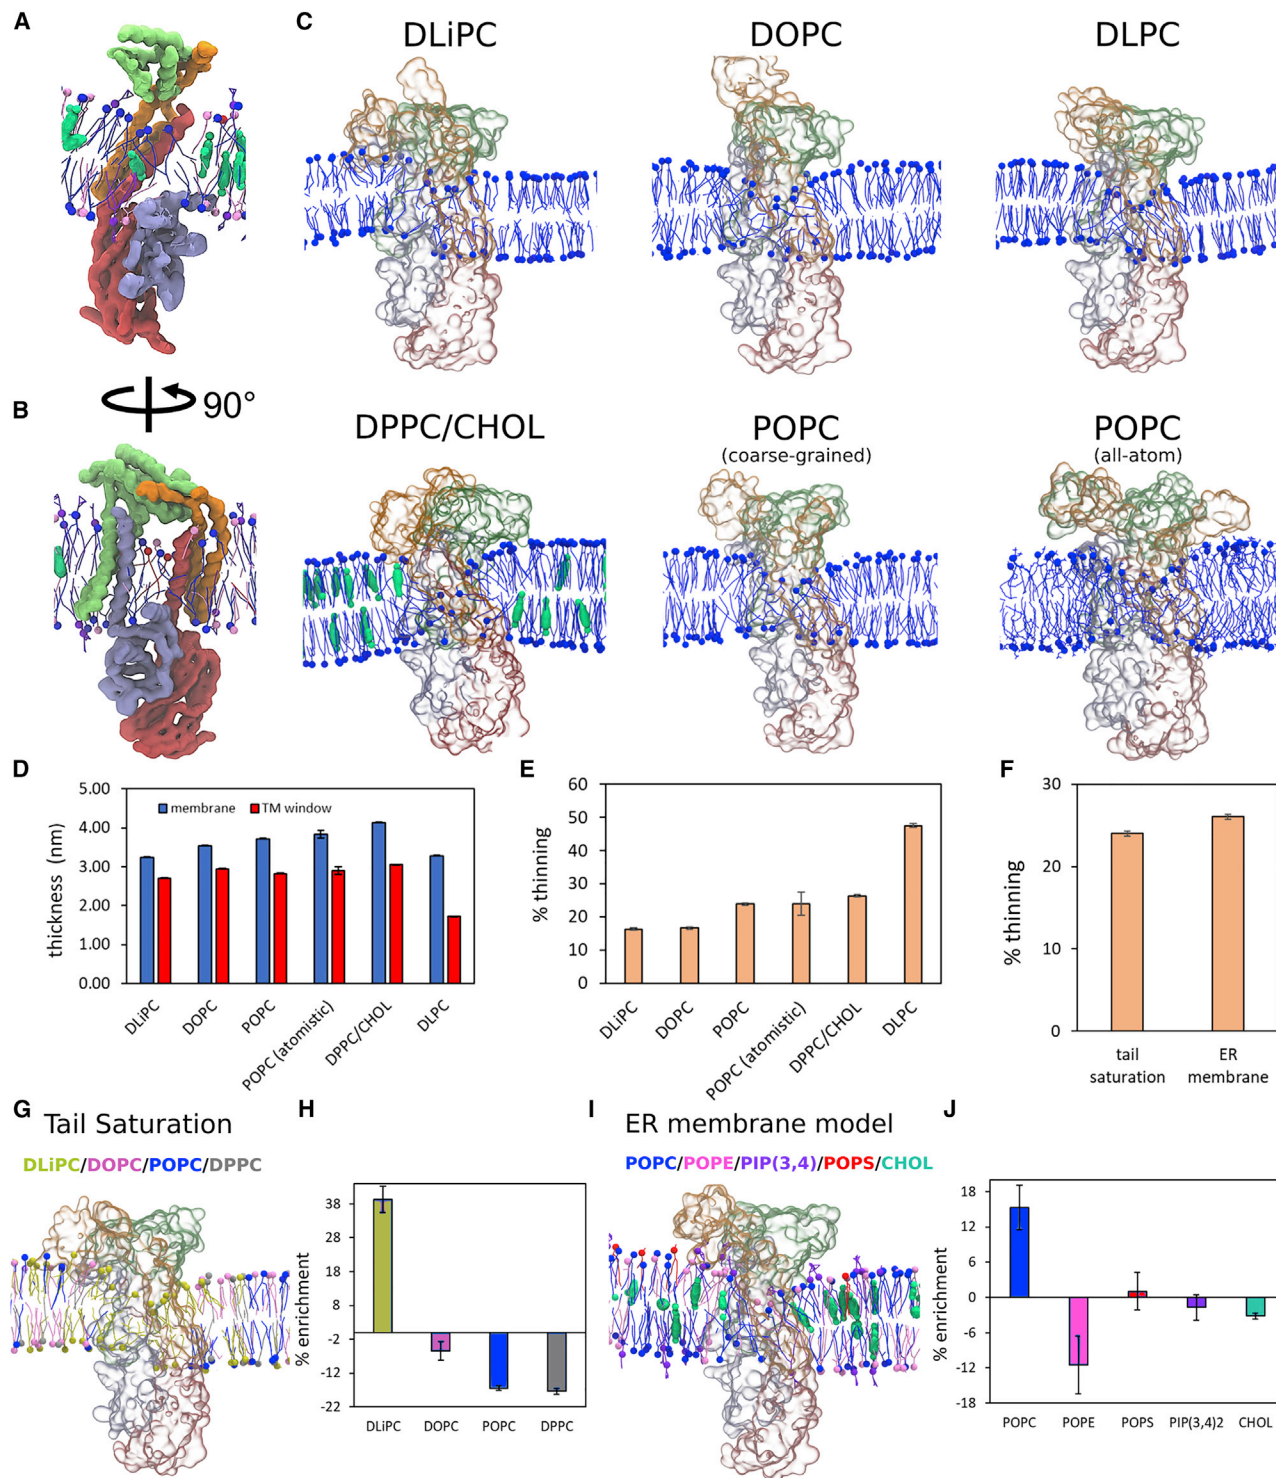 A
C
DLiPC
DOPC
DLPC
90°
B
DPPC/CHOL
POPC
(coarse-grained)
POPC
(all-atom)
D
5.00
4.00
3.00
2.00
1.00
0.00
thickness (nm)
membrane
TM window
DLiPC
DOPC
POPC
POPC (atomistic)
DPPC/CHOL
DLPC
E
60
50
40
30
20
10
0
% thinning
DLiPC
DOPC
POPC
POPC (atomistic)
DPPC/CHOL
DLPC
F
30
20
10
0
% thinning
tail
saturation
ER
membrane
G
Tail Saturation
DLiPC/DOPC/POPC/DPPC
H
38
28
18
8
-2
-12
-22
% enrichment
DLiPC
DOPC
POPC
DPPC
I
ER membrane model
POPC/POPE/PIP(3,4)/POPS/CHOL
J
18
12
6
0
-6
-12
-18
% enrichment
POPC
POPE
POPS
PIP(3,4)2
CHOL